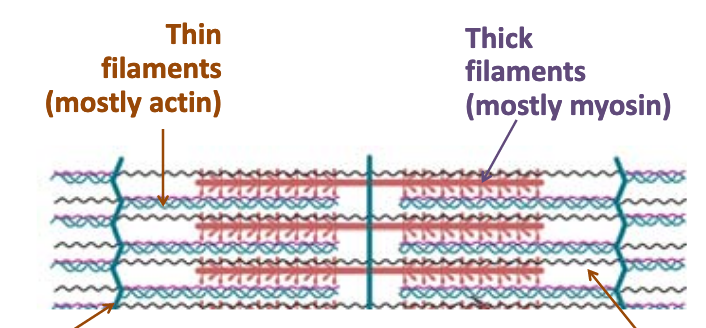 Thin
filaments
(mostly actin)
Thick
filaments
(mostly myosin)